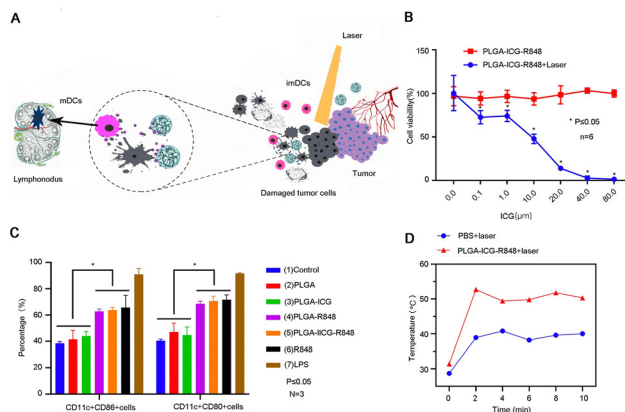 A
Laser
imDCs
mDCs
Lymphonodus
Tumor
Damaged tumor cells
B
PLGA-ICG-R848
PLGA-ICG-R848+Laser
Cell viability(%)
150
100
50
0
* P≤0.05
n=6
* * * *
0.0 0.1 1.0 10.0 20.0 40.0 80.0
ICG(μm)
C
Percentage (%)
120
100
80
60
40
20
0
* *
CD11c+CD86+cells CD11c+CD80+cells
(1)Control
(2)PLGA
(3)PLGA-ICG
(4)PLGA-R848
(5)PLGA-IICG-R848
(6)R848
(7)LPS
P≤0.05
N=3
PBS+laser
PLGA-ICG-R848+laser
D
Temperature (°C)
60
50
40
30
0 2 4 6 8 10
Time (min)